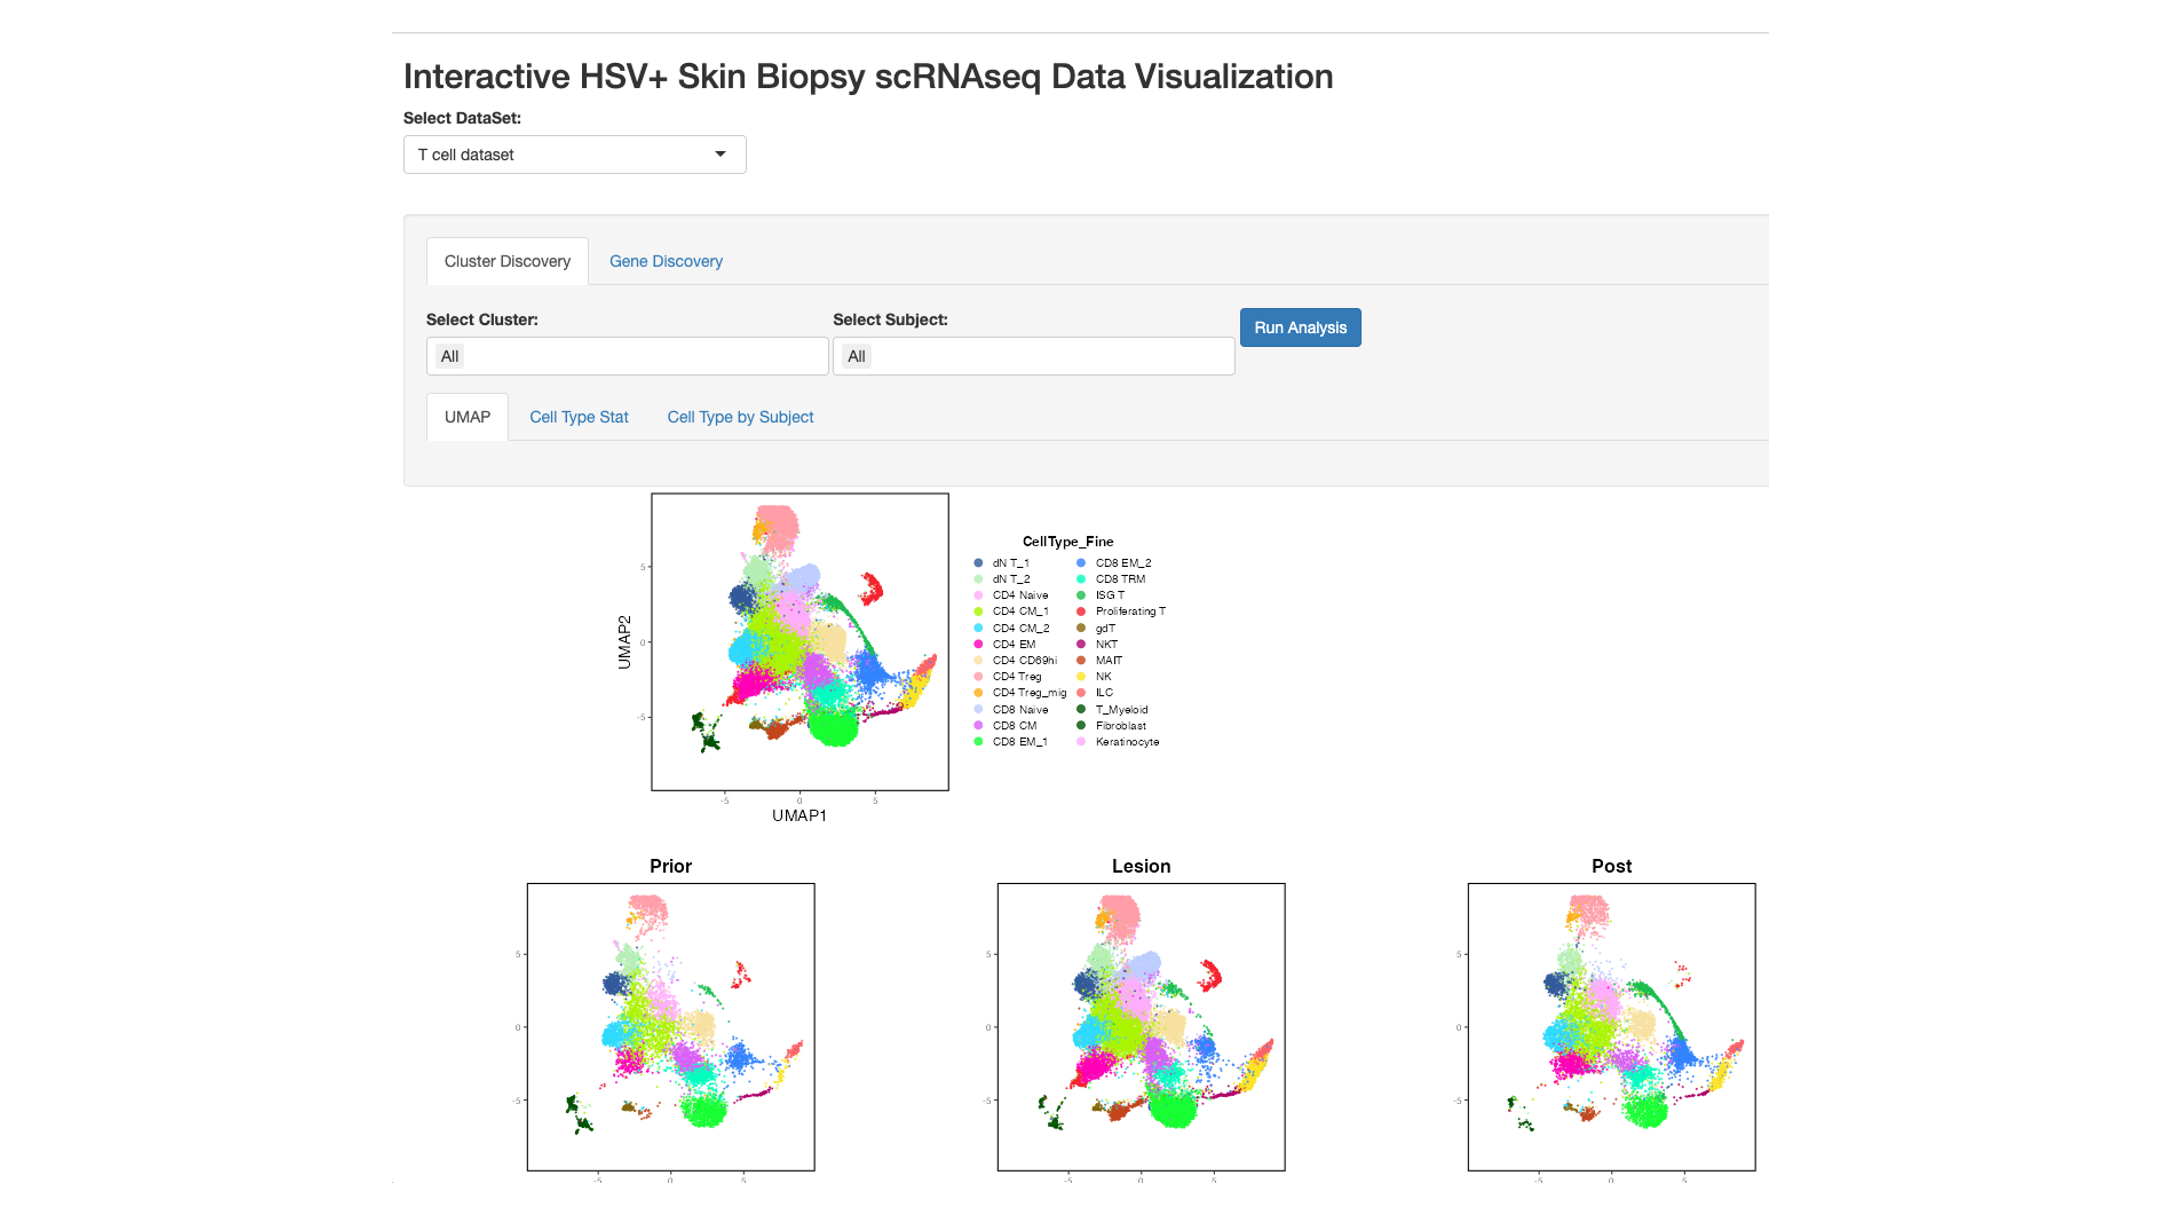 Interactive HSV+ Skin Biopsy scRNAseq Data Visualization
Select DataSet:
T cell dataset
Cluster Discovery Gene Discovery
Select Cluster: Select Subject: Run Analysis
All All
UMAP Cell Type Stat Cell Type by Subject
CellType_Fine
dN T_1 CD8 EM_2
dN T_2 CD8 TRM
CD4 Naive ISG T
CD4 CM_1 Proliferating T
CD4 CM_2 gdT
CD4 EM NKT
CD4 CD69hi MAIT
CD4 Treg NK
CD4 Treg_mig ILC
CD8 Naive T_Myeloid
CD8 CM Fibroblast
CD8 EM_1 Keratinocyte
UMAP2
5
0
-5
-5 0 5
UMAP1
Prior Lesion Post
5 5 5
0 0 0
-5 -5 -5
-5 0 5 -5 0 5 -5 0 5